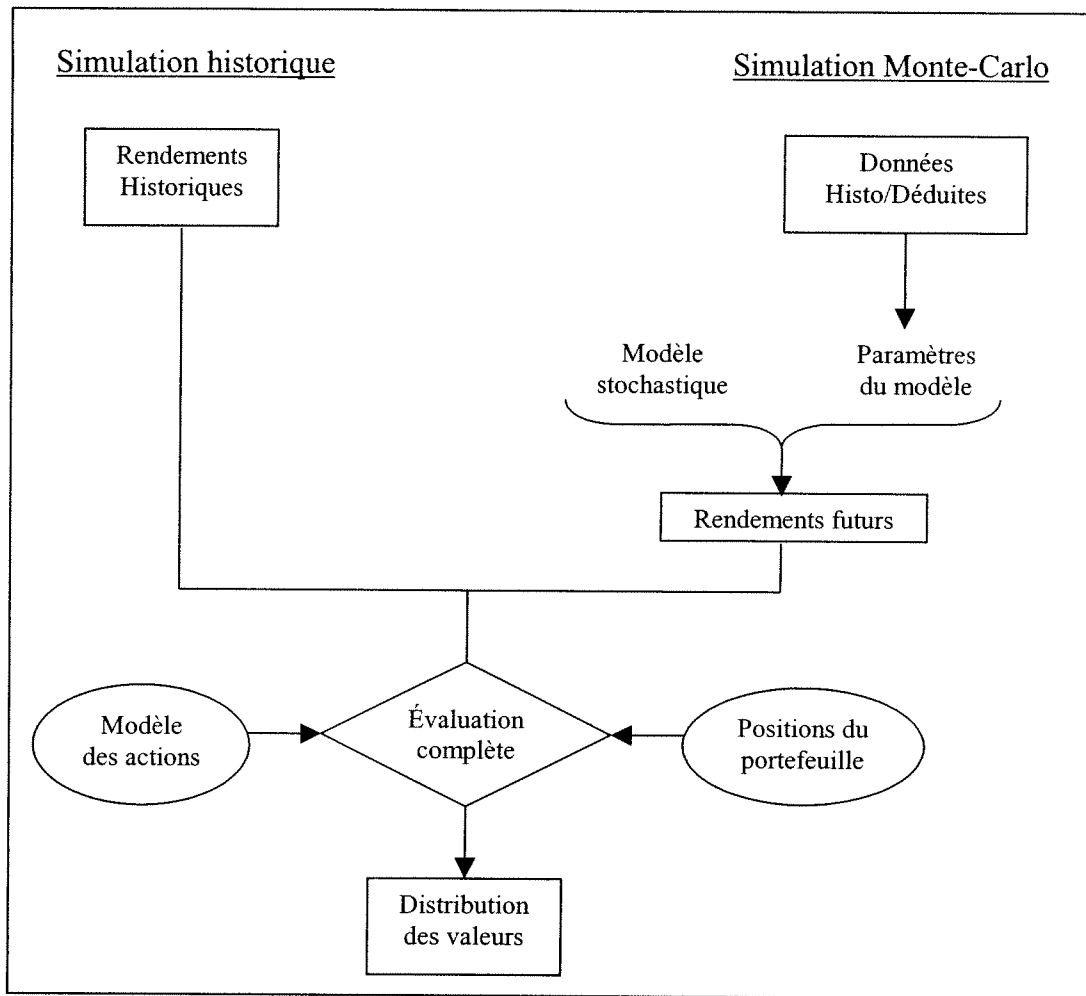 Simulation historique
Simulation Monte-Carlo
Rendements
Historiques
Données
Histo/Déduites
Modèle
stochastique
Paramètres
du modèle
Rendements futurs
Modèle
des actions
Évaluation
complète
Positions du
portefeuille
Distribution
des valeurs